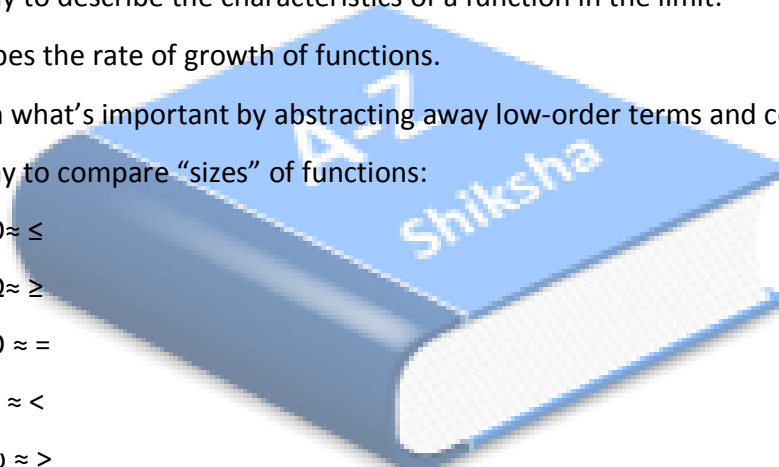 y to describe the characteristics of a function in the limit.
bes the rate of growth of functions.
n what's important by abstracting away low-order terms and c
A-Z
y to compare “sizes” of functions:
Shiksha
≈ ≤
≈ ≥
≈ =
≈ <
≈ >